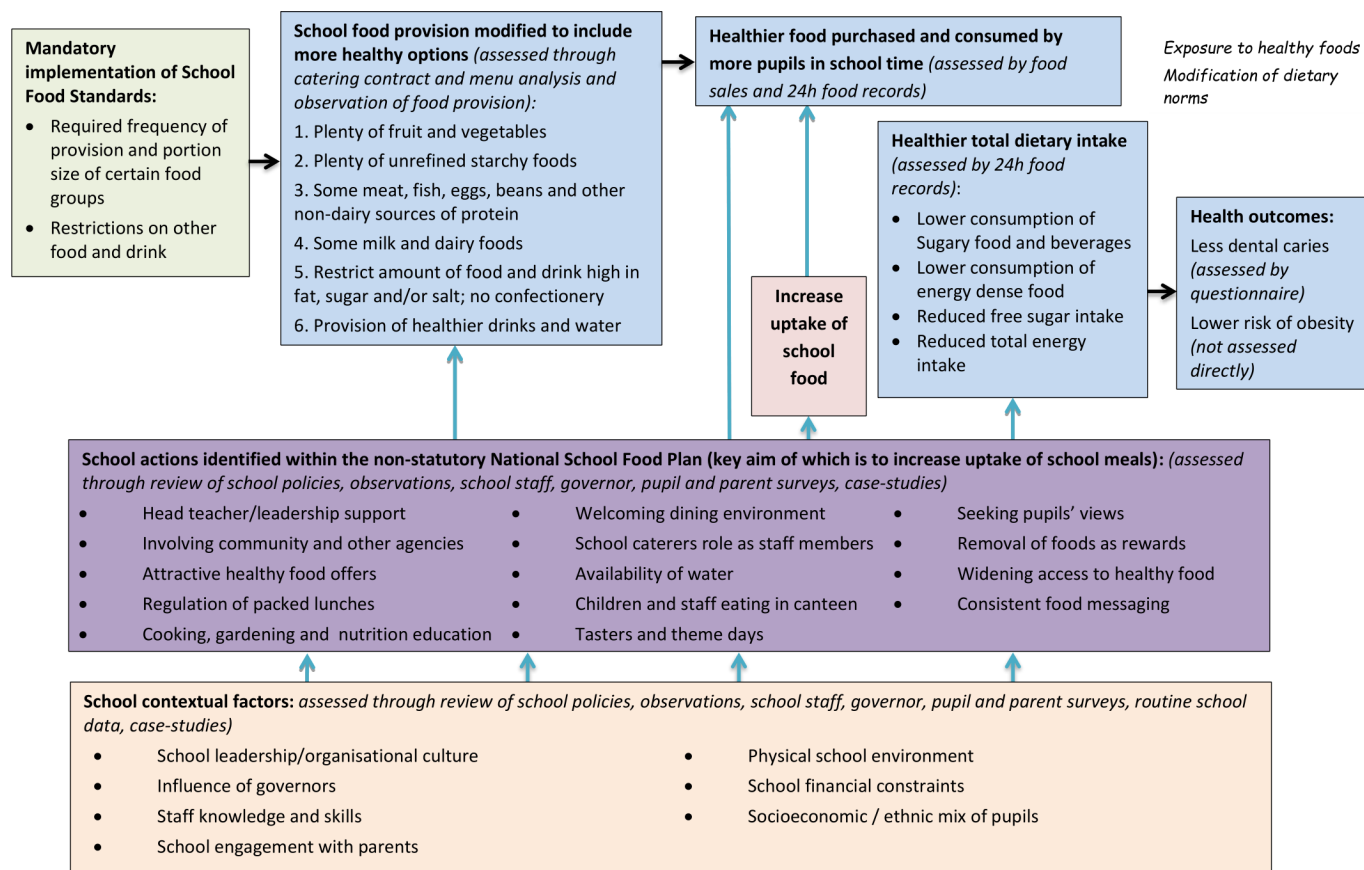 Mandatory
implementation of School
Food Standards:
• Required frequency of
provision and portion
size of certain food
groups
• Restrictions on other
food and drink
School food provision modified to include
more healthy options (assessed through
catering contract and menu analysis and
observation of food provision):
1. Plenty of fruit and vegetables
2. Plenty of unrefined starchy foods
3. Some meat, fish, eggs, beans and other
non-dairy sources of protein
4. Some milk and dairy foods
5. Restrict amount of food and drink high in
fat, sugar and/or salt; no confectionery
6. Provision of healthier drinks and water
Healthier food purchased and consumed by
more pupils in school time (assessed by food
sales and 24h food records)
Exposure to healthy foods
Modification of dietary
norms
Increase
uptake of
school
food
Healthier total dietary intake
(assessed by 24h food
records):
• Lower consumption of
Sugary food and beverages
• Lower consumption of
energy dense food
• Reduced free sugar intake
• Reduced total energy
intake
Health outcomes:
Less dental caries
(assessed by
questionnaire)
Lower risk of obesity
(not assessed
directly)
School actions identified within the non-statutory National School Food Plan (key aim of which is to increase uptake of school meals): (assessed
through review of school policies, observations, school staff, governor, pupil and parent surveys, case-studies)
• Head teacher/leadership support
• Involving community and other agencies
• Attractive healthy food offers
• Regulation of packed lunches
• Cooking, gardening and nutrition education
• Welcoming dining environment
• School caterers role as staff members
• Availability of water
• Children and staff eating in canteen
• Tasters and theme days
• Seeking pupils’ views
• Removal of foods as rewards
• Widening access to healthy food
• Consistent food messaging
School contextual factors: assessed through review of school policies, observations, school staff, governor, pupil and parent surveys, routine school
data, case-studies)
• School leadership/organisational culture
• Influence of governors
• Staff knowledge and skills
• School engagement with parents
• Physical school environment
• School financial constraints
• Socioeconomic / ethnic mix of pupils